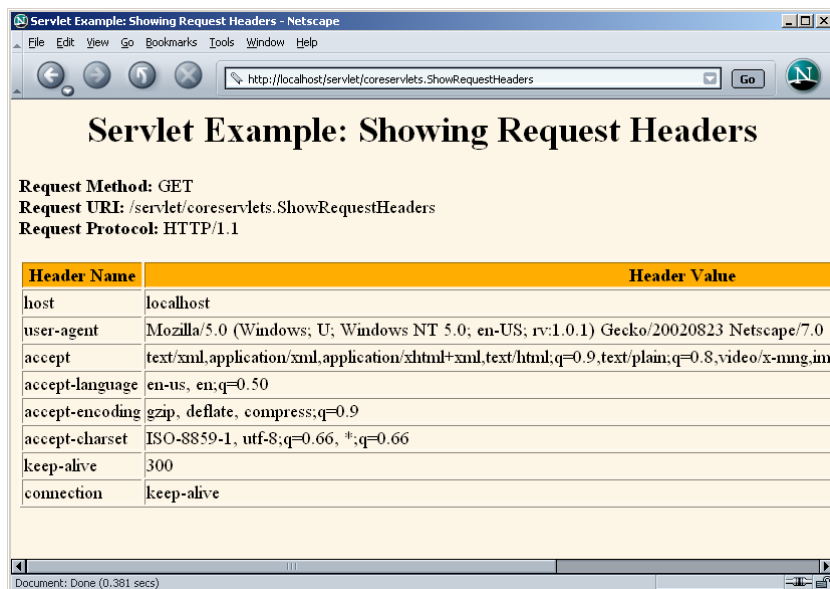 Servlet Example: Showing Request Headers - Netscape
File Edit View Go Bookmarks Tools Window Help
http://localhost/servlet/coreservlets.ShowRequestHeaders Go N
Servlet Example: Showing Request Headers
Request Method: GET
Request URI: /servlet/coreservlets.ShowRequestHeaders
Request Protocol: HTTP/1.1
Header Name Header Value
host localhost
user-agent Mozilla/5.0 (Windows; U; Windows NT 5.0; en-US; rv:1.0.1) Gecko/20020823 Netscape/7.0
accept text/xml,application/xml,application/xhtml+xml,text/html;q=0.9,text/plain;q=0.8,video/x-mng,im
accept-language en-us, en;q=0.50
accept-encoding gzip, deflate, compress;q=0.9
accept-charset ISO-8859-1, utf-8;q=0.66, *;q=0.66
keep-alive 300
connection keep-alive
Document: Done (0.381 secs)